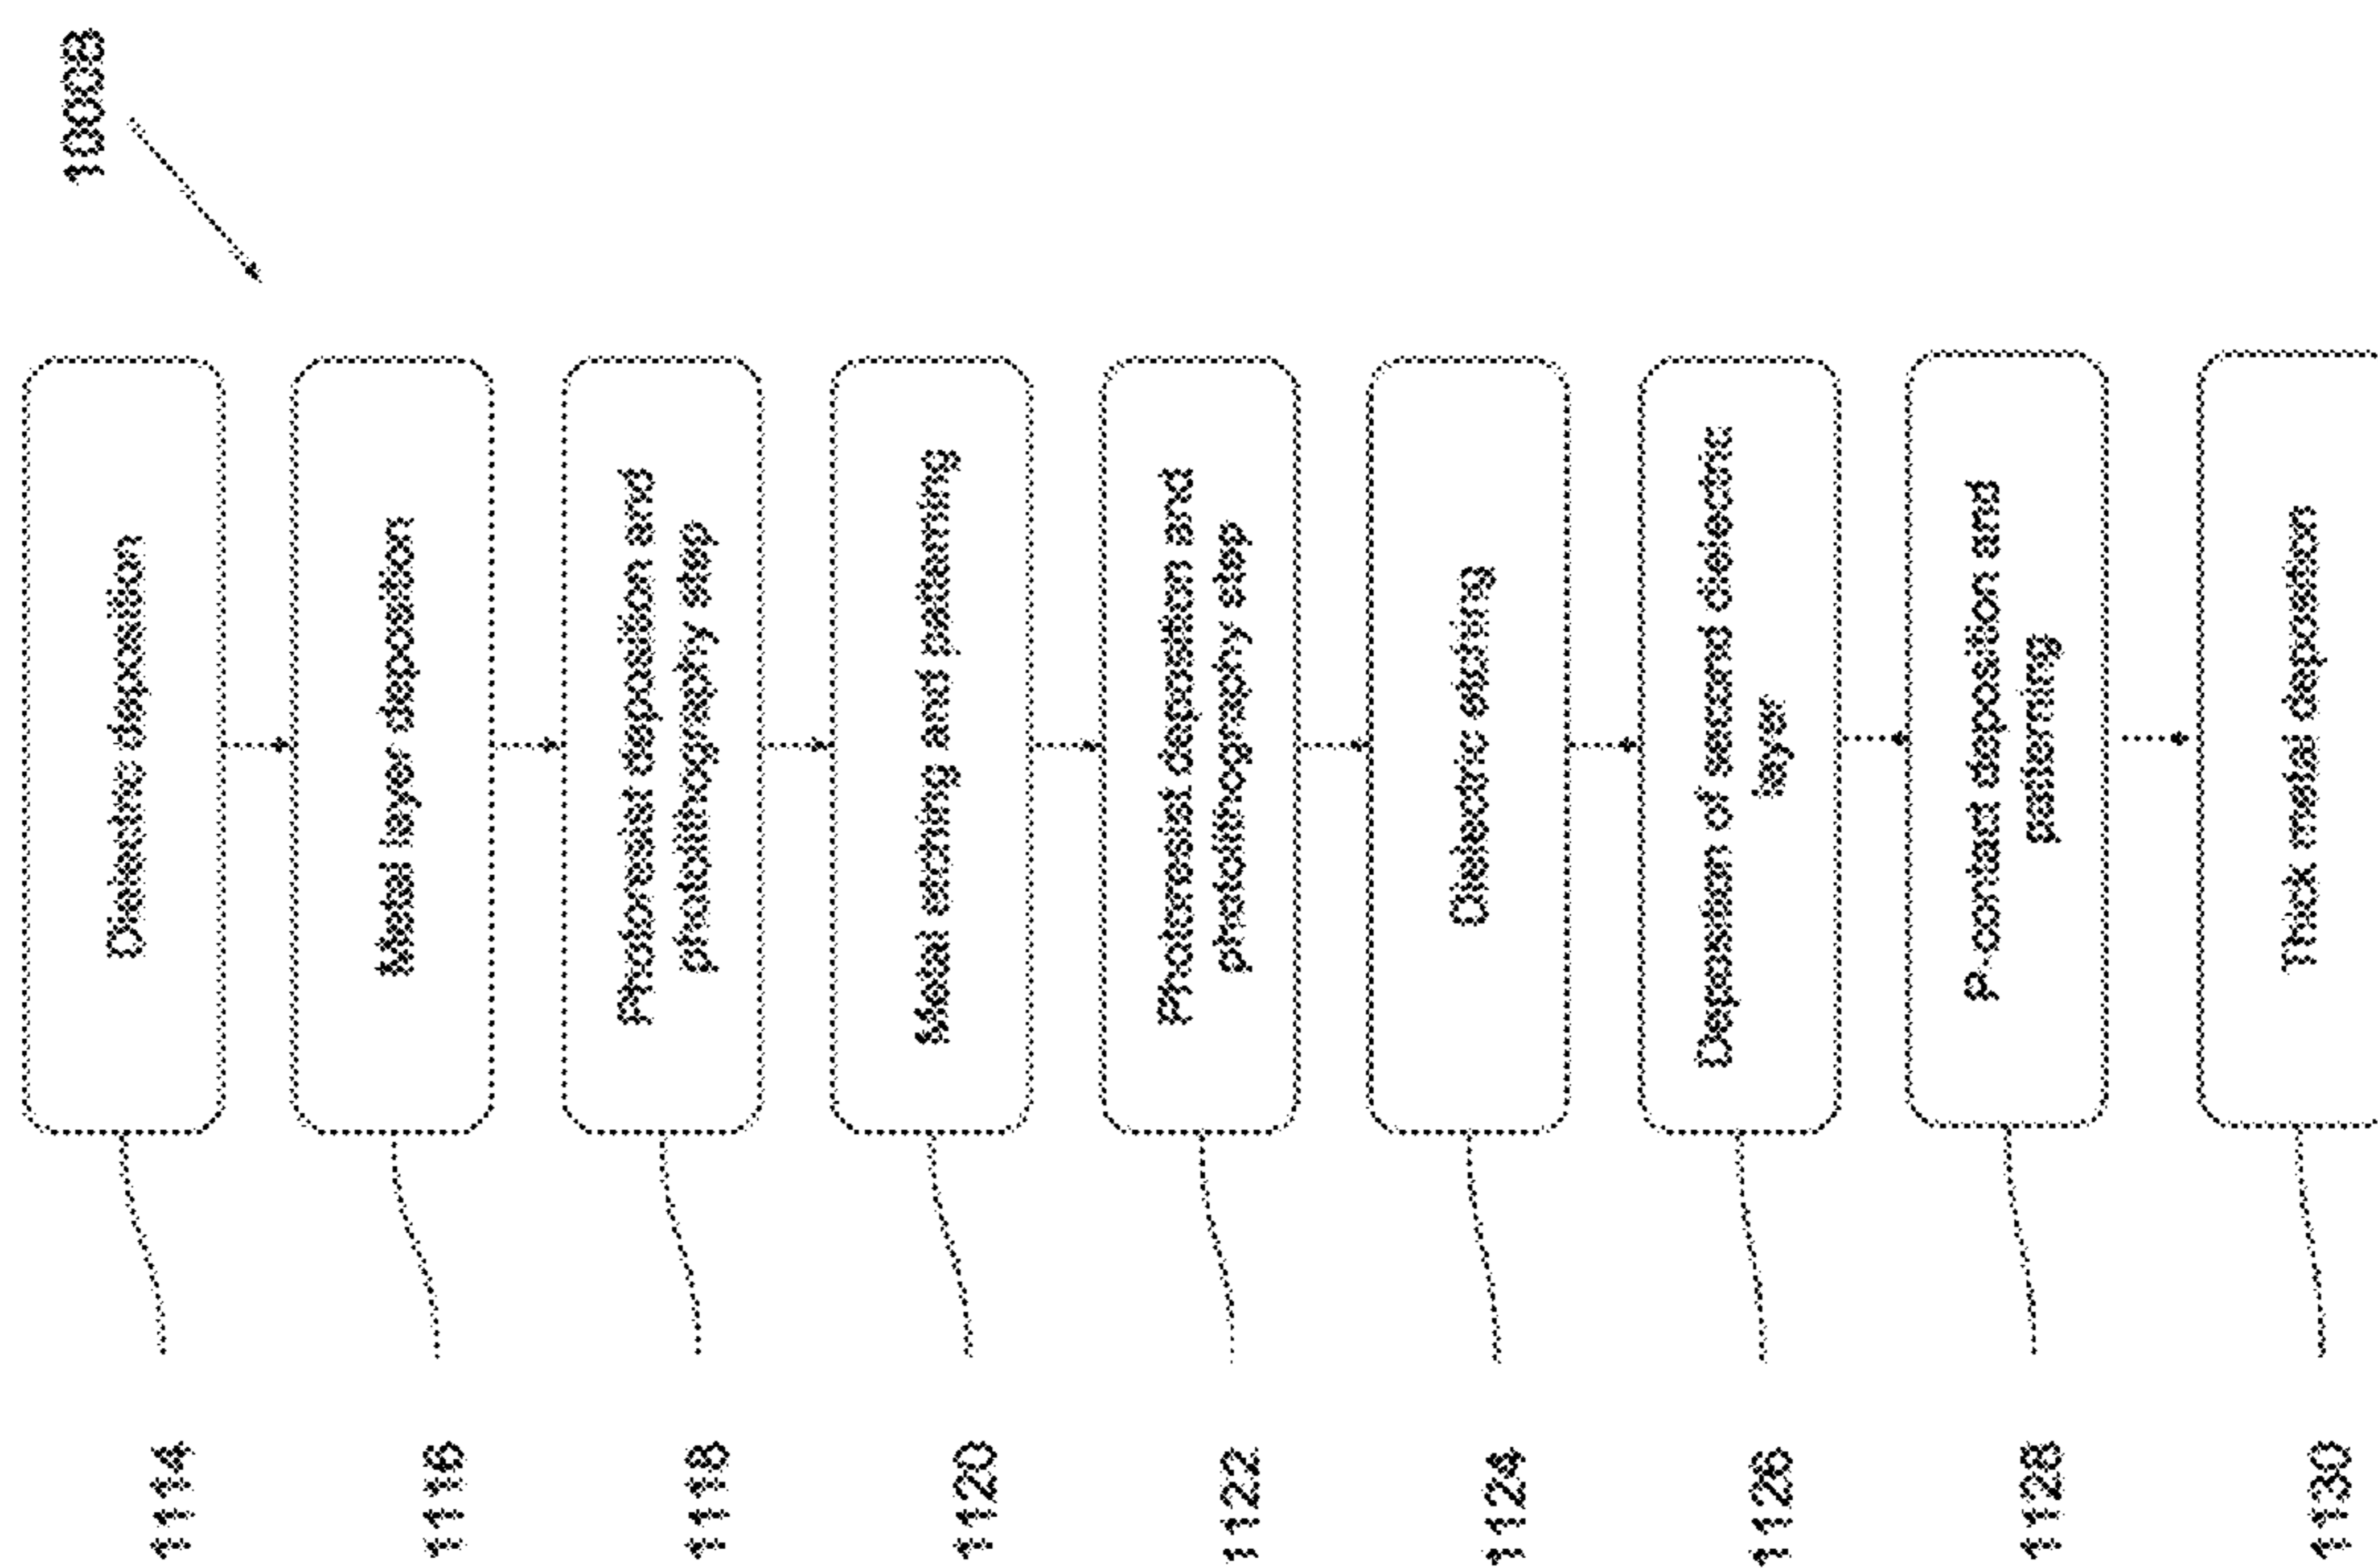 1000B
1114
Dielectric deposition
1116
Metal layer deposition
1118
Photoresist deposition and
photolithography step
1120
Metal etching and patterning
1122
Photoresist deposition and
photolithography step
1124
Dielectric etching
1126
Deposition of second dielectric
layer
1128
P-contact deposition and
patterning
1130
Thick metal deposition